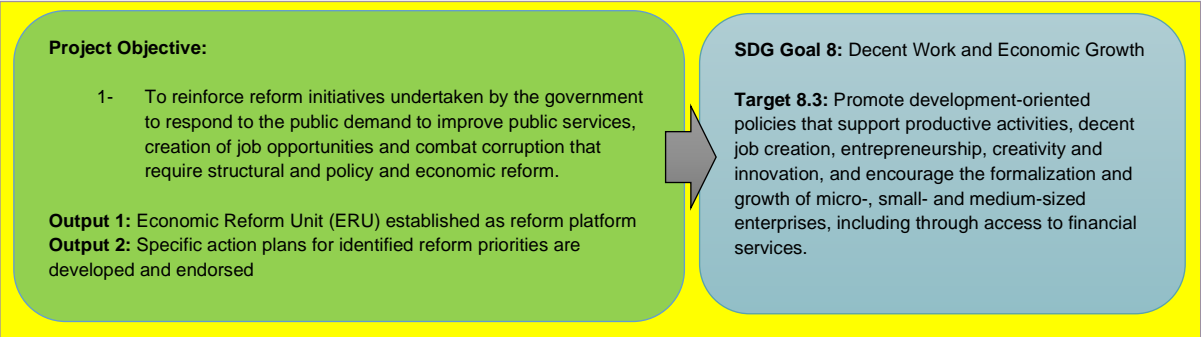 Project Objective:
1- To reinforce reform initiatives undertaken by the government
to respond to the public demand to improve public services,
creation of job opportunities and combat corruption that
require structural and policy and economic reform.
Output 1: Economic Reform Unit (ERU) established as reform platform
Output 2: Specific action plans for identified reform priorities are
developed and endorsed
SDG Goal 8: Decent Work and Economic Growth
Target 8.3: Promote development-oriented
policies that support productive activities, decent
job creation, entrepreneurship, creativity and
innovation, and encourage the formalization and
growth of micro-, small- and medium-sized
enterprises, including through access to financial
services.